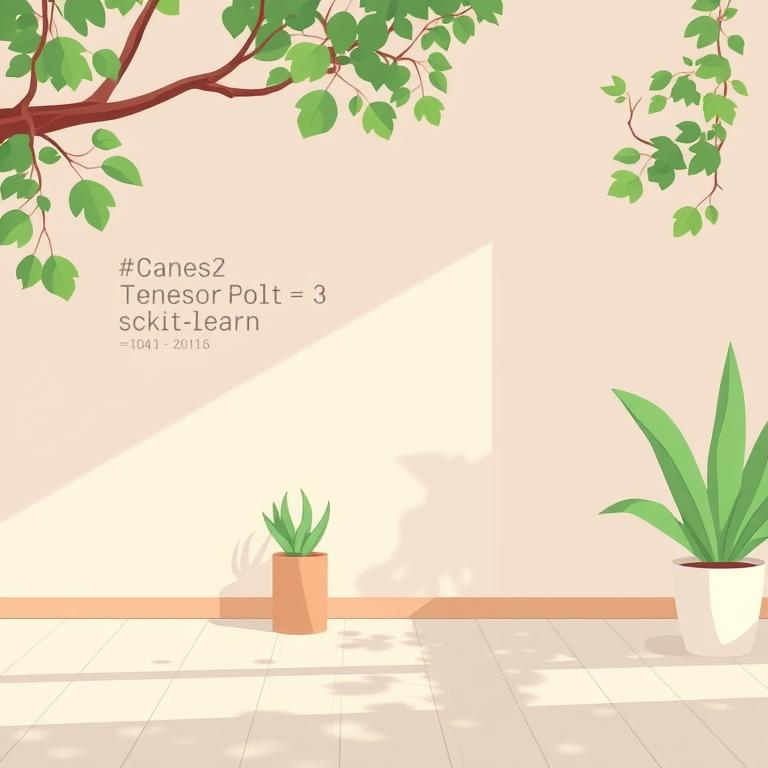 #Canes2
Tenesor Polt = 3
sckit-learn
=1041 - 20116